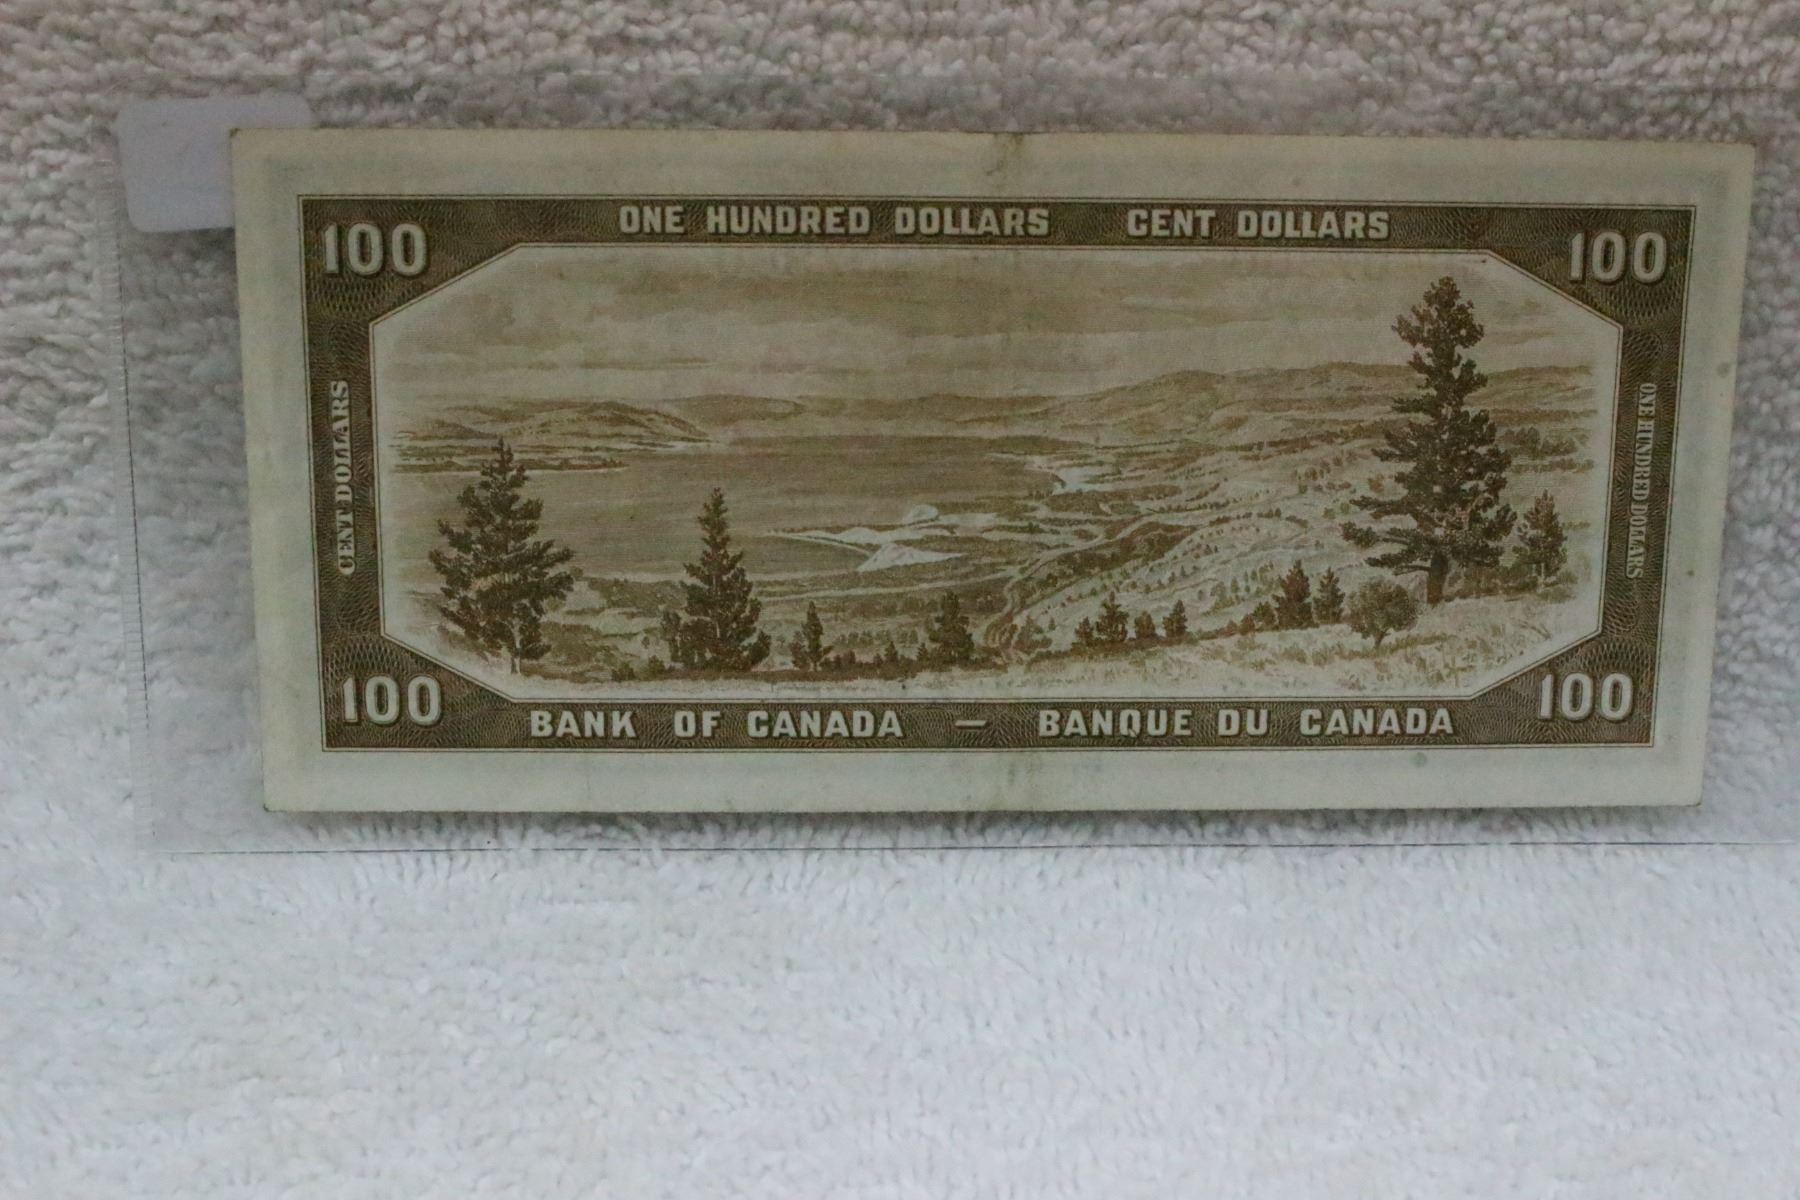 ONE HUNDRED DOLLARS CENT DOLLARS
100
100
CENT DOLLARS
ONE HUNDRED DOLLARS
100
100
BANK OF CANADA — BANQUE DU CANADA